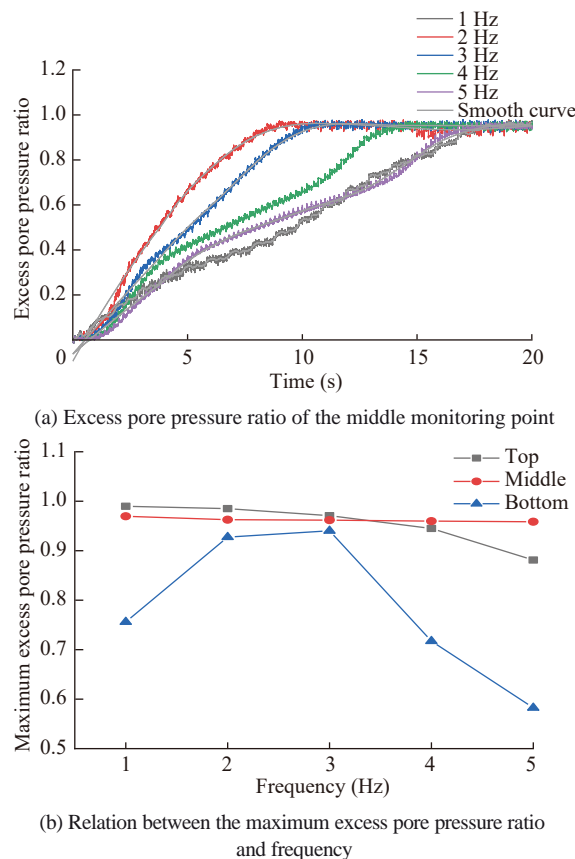 1 Hz
2 Hz
3 Hz
4 Hz
5 Hz
Smooth curve
1.2
1.0
0.8
0.6
0.4
0.2
0
5
10
15
20
Excess pore pressure ratio
Time (s)
(a) Excess pore pressure ratio of the middle monitoring point
1.1
1.0
0.9
0.8
0.7
0.6
0.5
Top
Middle
Bottom
Maximum excess pore pressure ratio
1
2
3
4
5
Frequency (Hz)
(b) Relation between the maximum excess pore pressure ratio
and frequency